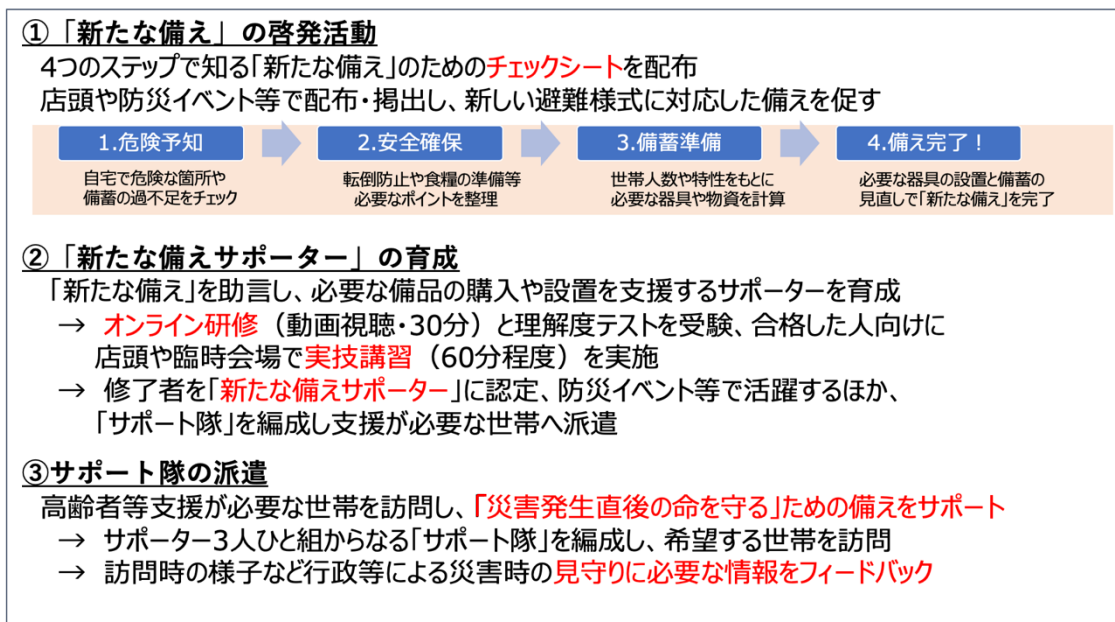 ①「新たな備え」の啓発活動
4つのステップで知る「新たな備え」のためのチェックシートを配布
店頭や防災イベント等で配布・掲出し、新しい避難様式に対応した備えを促す
1.危険予知
自宅で危険な箇所や
備蓄の過不足をチェック
2.安全確保
転倒防止や食糧の準備等
必要なポイントを整理
3.備蓄準備
世帯人数や特性をもとに
必要な器具や物資を計算
4.備え完了！
必要な器具の設置と備蓄の
見直しで「新たな備え」を完了
②「新たな備えサポーター」の育成
「新たな備え」を助言し、必要な備品の購入や設置を支援するサポーターを育成
→ オンライン研修（動画視聴・30分）と理解度テストを受験、合格した人向けに
店頭や臨時会場で実技講習（60分程度）を実施
→ 修了者を「新たな備えサポーター」に認定、防災イベント等で活躍するほか、
「サポート隊」を編成し支援が必要な世帯へ派遣
③サポート隊の派遣
高齢者等支援が必要な世帯を訪問し、「災害発生直後の命を守る」ための備えをサポート
→ サポーター3人ひと組からなる「サポート隊」を編成し、希望する世帯を訪問
→ 訪問時の様子など行政等による災害時の見守りに必要な情報をフィードバック